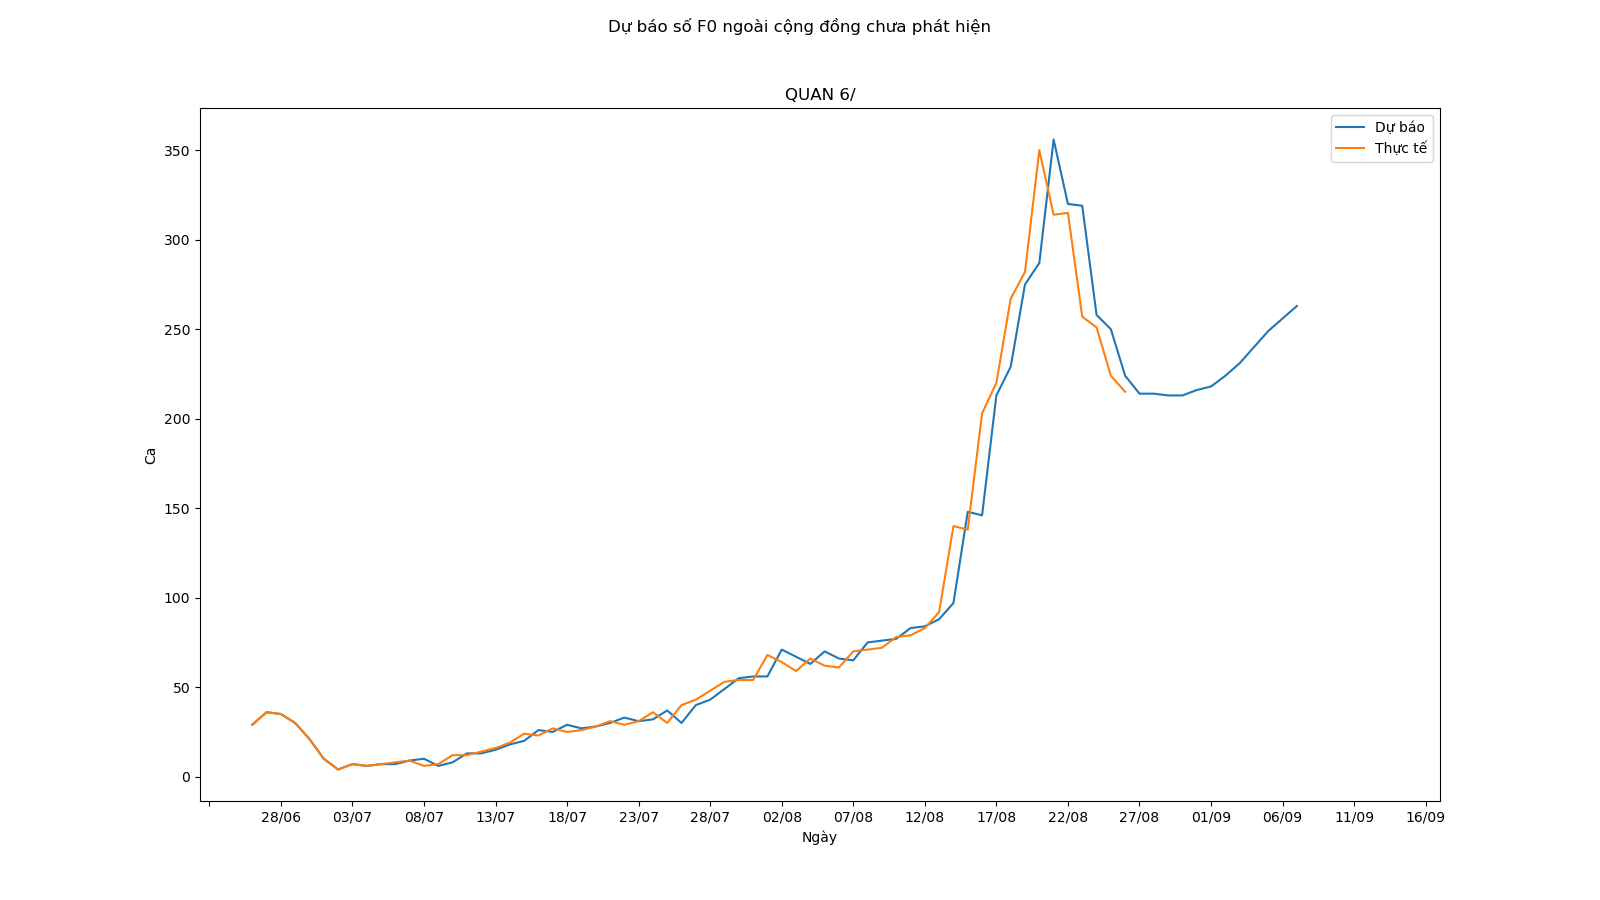 Dự báo số F0 ngoài cộng đồng chưa phát hiện
QUAN 6/
Dự báo
Thực tế
350
300
250
200
150
100
50
0
Ca
28/06 03/07 08/07 13/07 18/07 23/07 28/07 02/08 07/08 12/08 17/08 22/08 27/08 01/09 06/09 11/09 16/09
Ngày